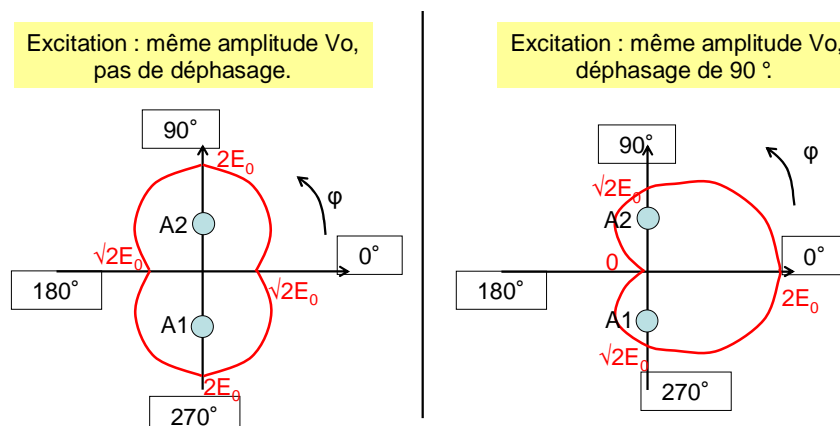 Excitation : même amplitude Vo,
pas de déphasage.
90°
2E₀
φ
A2
√2E₀
0°
180°
√2E₀
A1
2E₀
270°
Excitation : même amplitude Vo,
déphasage de 90 °.
90°
φ
√2E₀
A2
0
0°
180°
2E₀
A1
√2E₀
270°